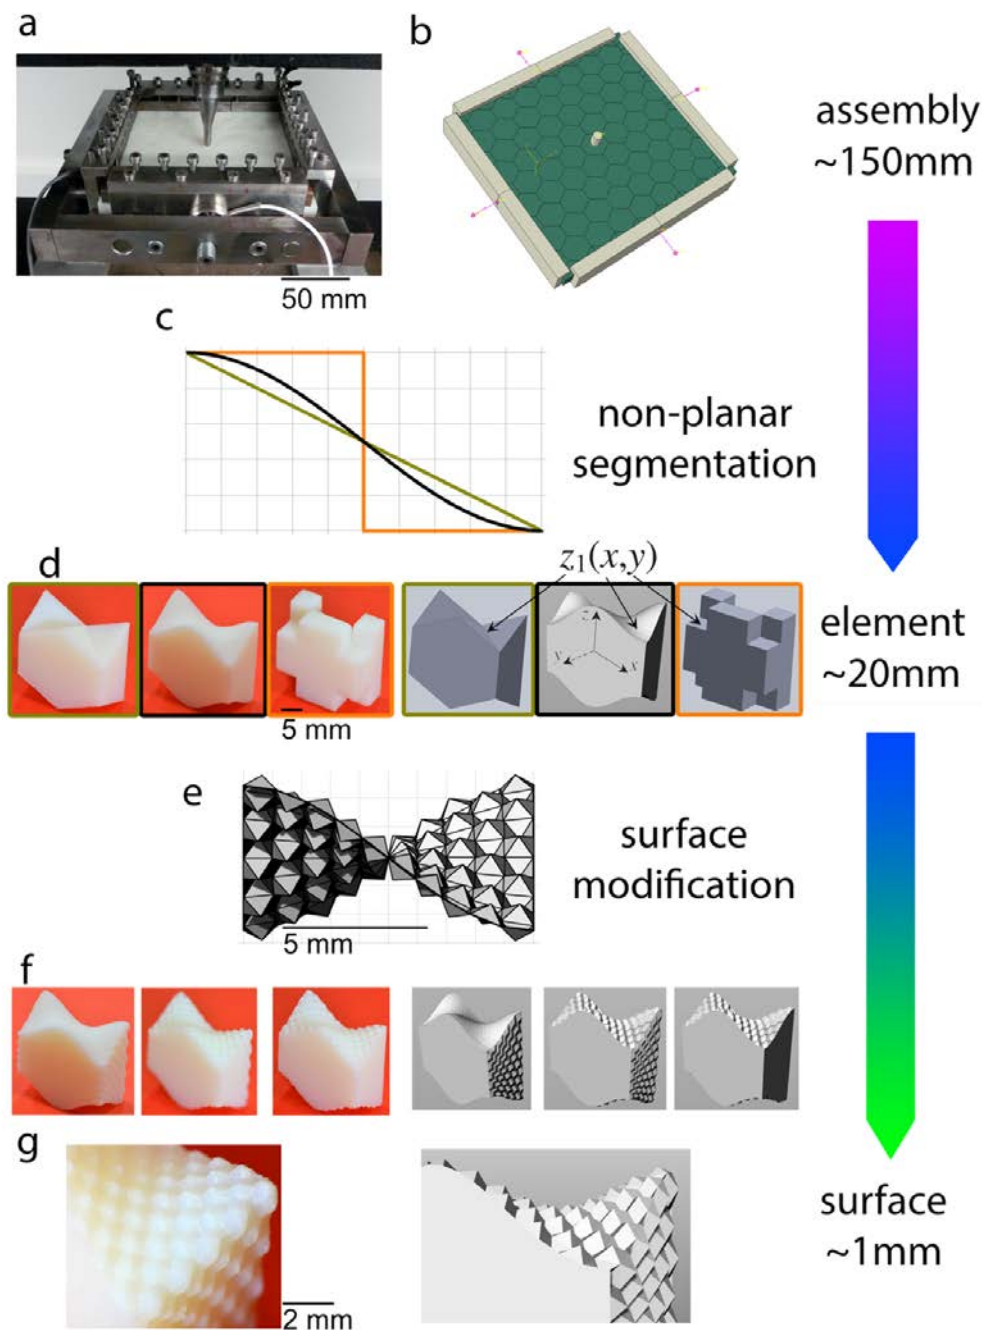 a
b
assembly
~150mm
50 mm
c
non-planar
segmentation
d
z₁(x,y)
z
y
x
element
~20mm
5 mm
e
surface
modification
5 mm
f
g
surface
~1mm
2 mm